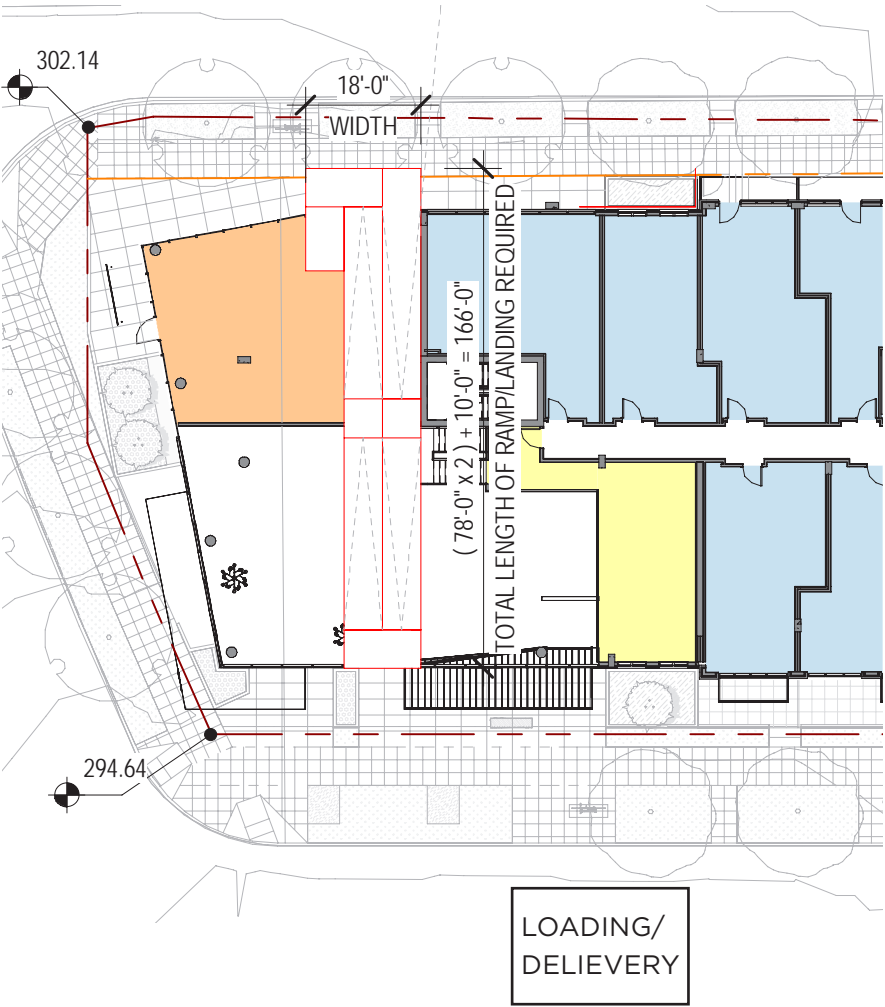 302.14
18'-0"
WIDTH
( 78'-0" x 2 ) + 10'-0" = 166'-0"
TOTAL LENGTH OF RAMP/LANDING REQUIRED
294.64
LOADING/
DELIEVERY